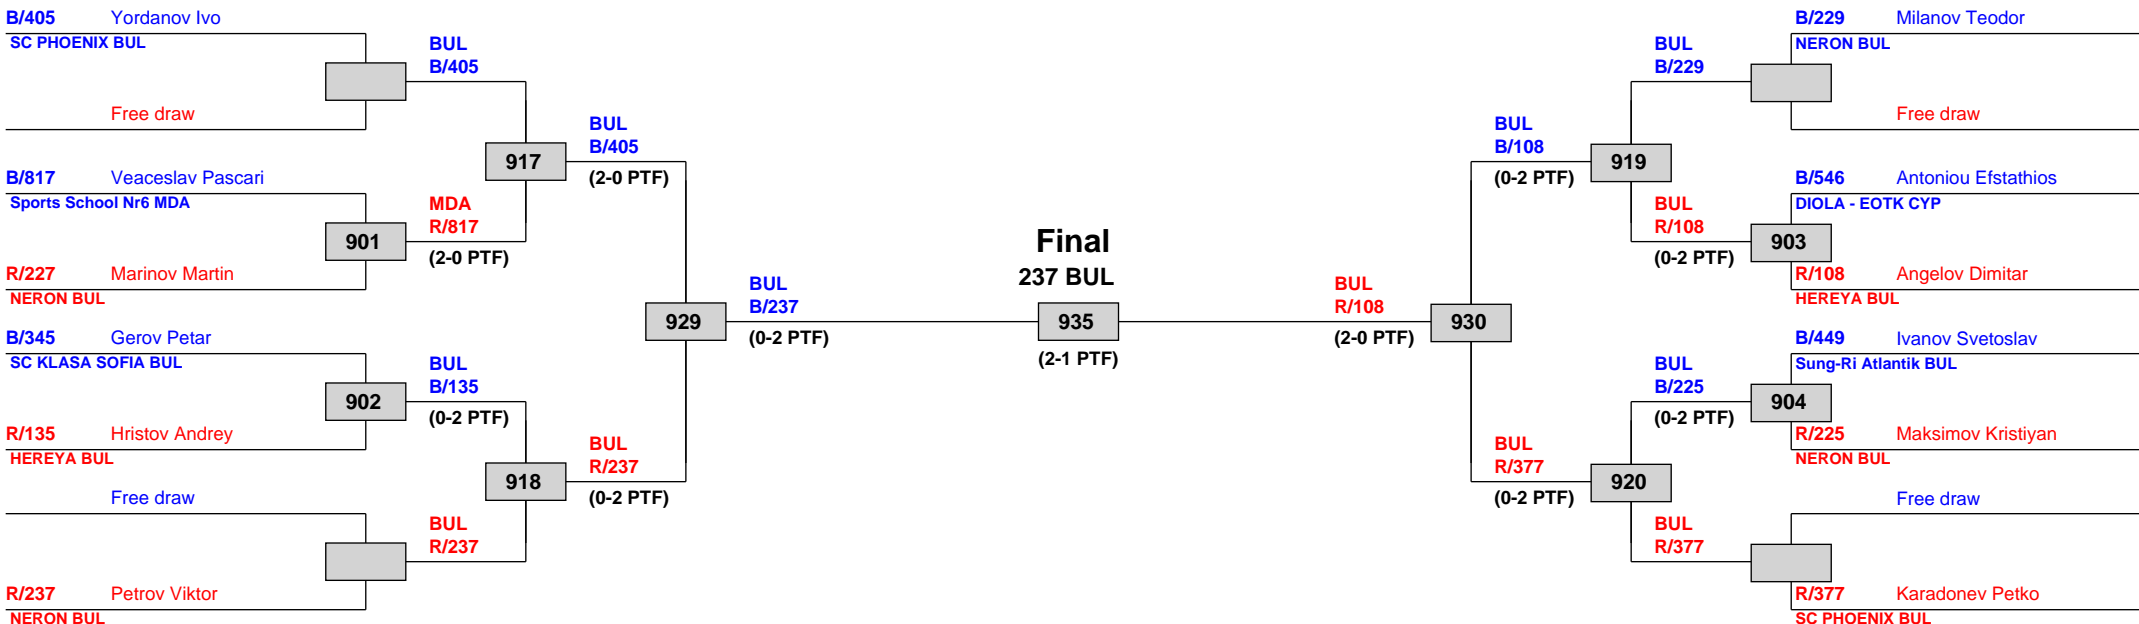 B/405 Yordanov Ivo
SC PHOENIX BUL
Free draw
BUL
B/405
B/817 Veaceslav Pascari
Sports School Nr6 MDA
901
R/227 Marinov Martin
NERON BUL
MDA
R/817
(2-0 PTF)
917
BUL
B/405
(2-0 PTF)
B/345 Gerov Petar
SC KLASA SOFIA BUL
902
R/135 Hristov Andrey
HEREYA BUL
BUL
B/135
(0-2 PTF)
918
BUL
R/237
(0-2 PTF)
Free draw
BUL
R/237
R/237 Petrov Viktor
NERON BUL
929
BUL
B/237
(0-2 PTF)
Final
237 BUL
935
(2-1 PTF)
BUL
R/108
(2-0 PTF)
930
BUL
B/108
(0-2 PTF)
919
BUL
B/229
B/229 Milanov Teodor
NERON BUL
Free draw
BUL
R/108
(0-2 PTF)
903
B/546 Antoniou Efstathios
DIOLA - EOTK CYP
R/108 Angelov Dimitar
HEREYA BUL
BUL
R/377
(0-2 PTF)
920
BUL
B/225
(0-2 PTF)
904
B/449 Ivanov Svetoslav
Sung-Ri Atlantik BUL
R/225 Maksimov Kristiyan
NERON BUL
BUL
R/377
Free draw
R/377 Karadonev Petko
SC PHOENIX BUL